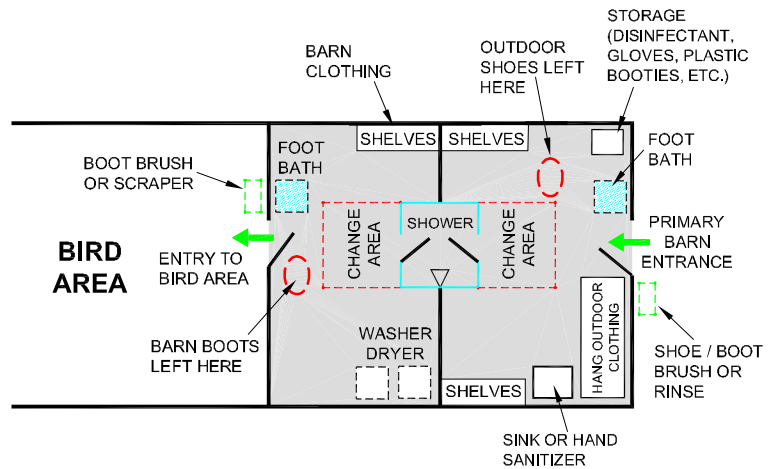 STORAGE
(DISINFECTANT,
GLOVES, PLASTIC
BOOTIES, ETC.)
OUTDOOR
SHOES LEFT
HERE
BARN
CLOTHING
SHELVES
SHELVES
FOOT
BATH
FOOT
BATH
BOOT BRUSH
OR SCRAPER
SHOWER
CHANGE
AREA
CHANGE
AREA
PRIMARY
BARN
ENTRANCE
BIRD
AREA
ENTRY TO
BIRD AREA
BARN BOOTS
LEFT HERE
WASHER
DRYER
HANG OUTDOOR
CLOTHING
SHOE / BOOT
BRUSH OR
RINSE
SHELVES
SINK OR HAND
SANITIZER